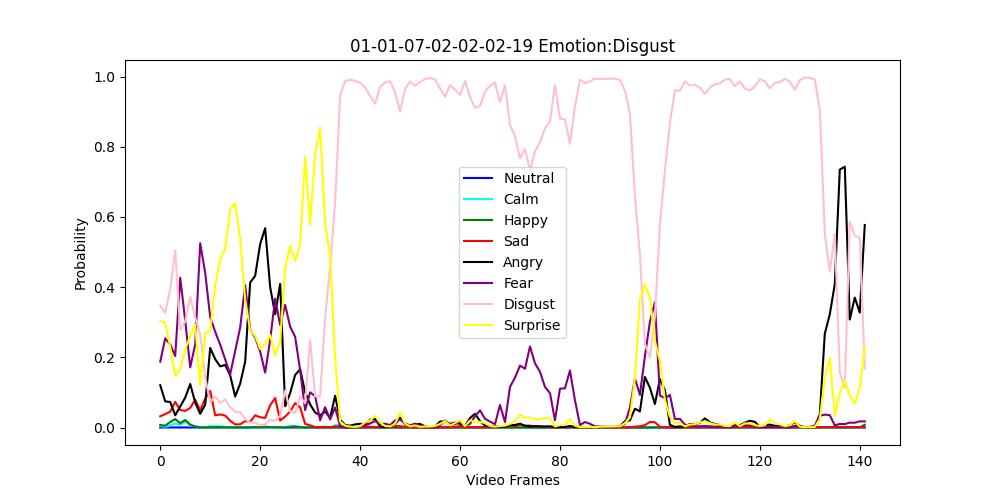 01-01-07-02-02-02-19 Emotion:Disgust
Probability
1.0
0.8
0.6
0.4
0.2
0.0
Neutral
Calm
Happy
Sad
Angry
Fear
Disgust
Surprise
0 20 40 60 80 100 120 140
Video Frames